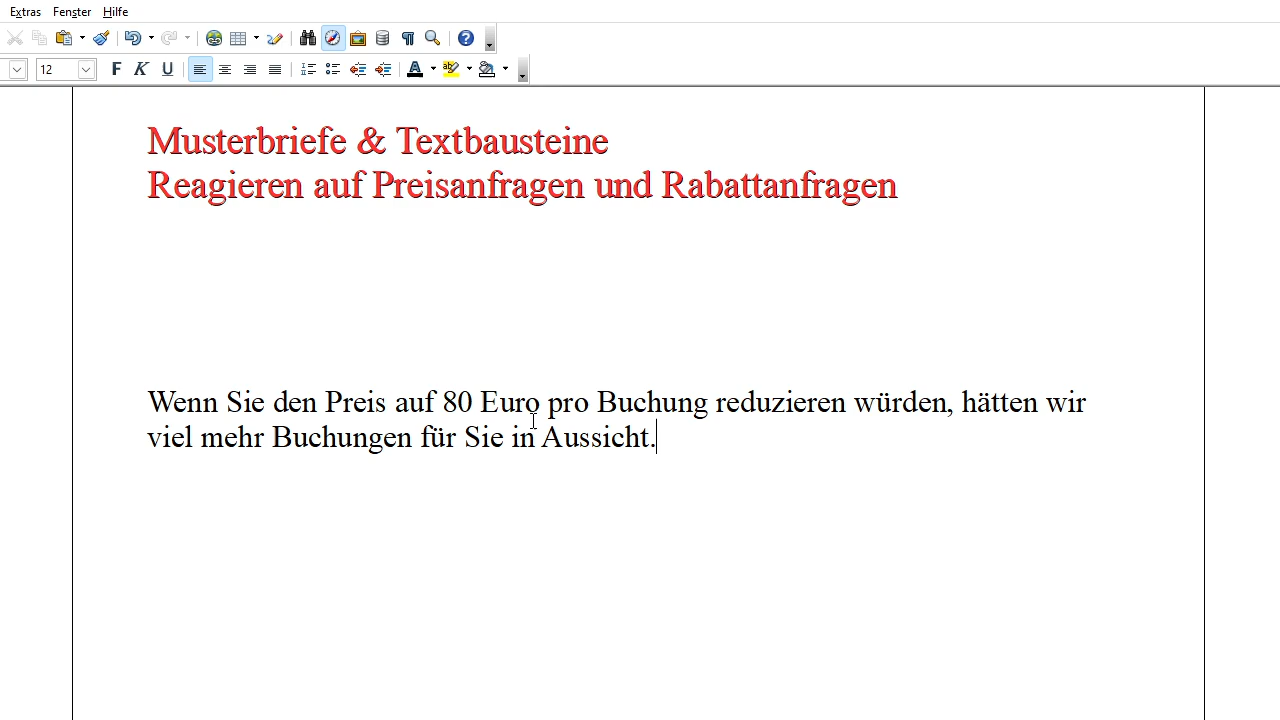 Extras Fenster Hilfe
12 F K U
Musterbriefe & Textbausteine
Reagieren auf Preisanfragen und Rabattanfragen
Wenn Sie den Preis auf 80 Euro pro Buchung reduzieren würden, hätten wir
viel mehr Buchungen für Sie in Aussicht.